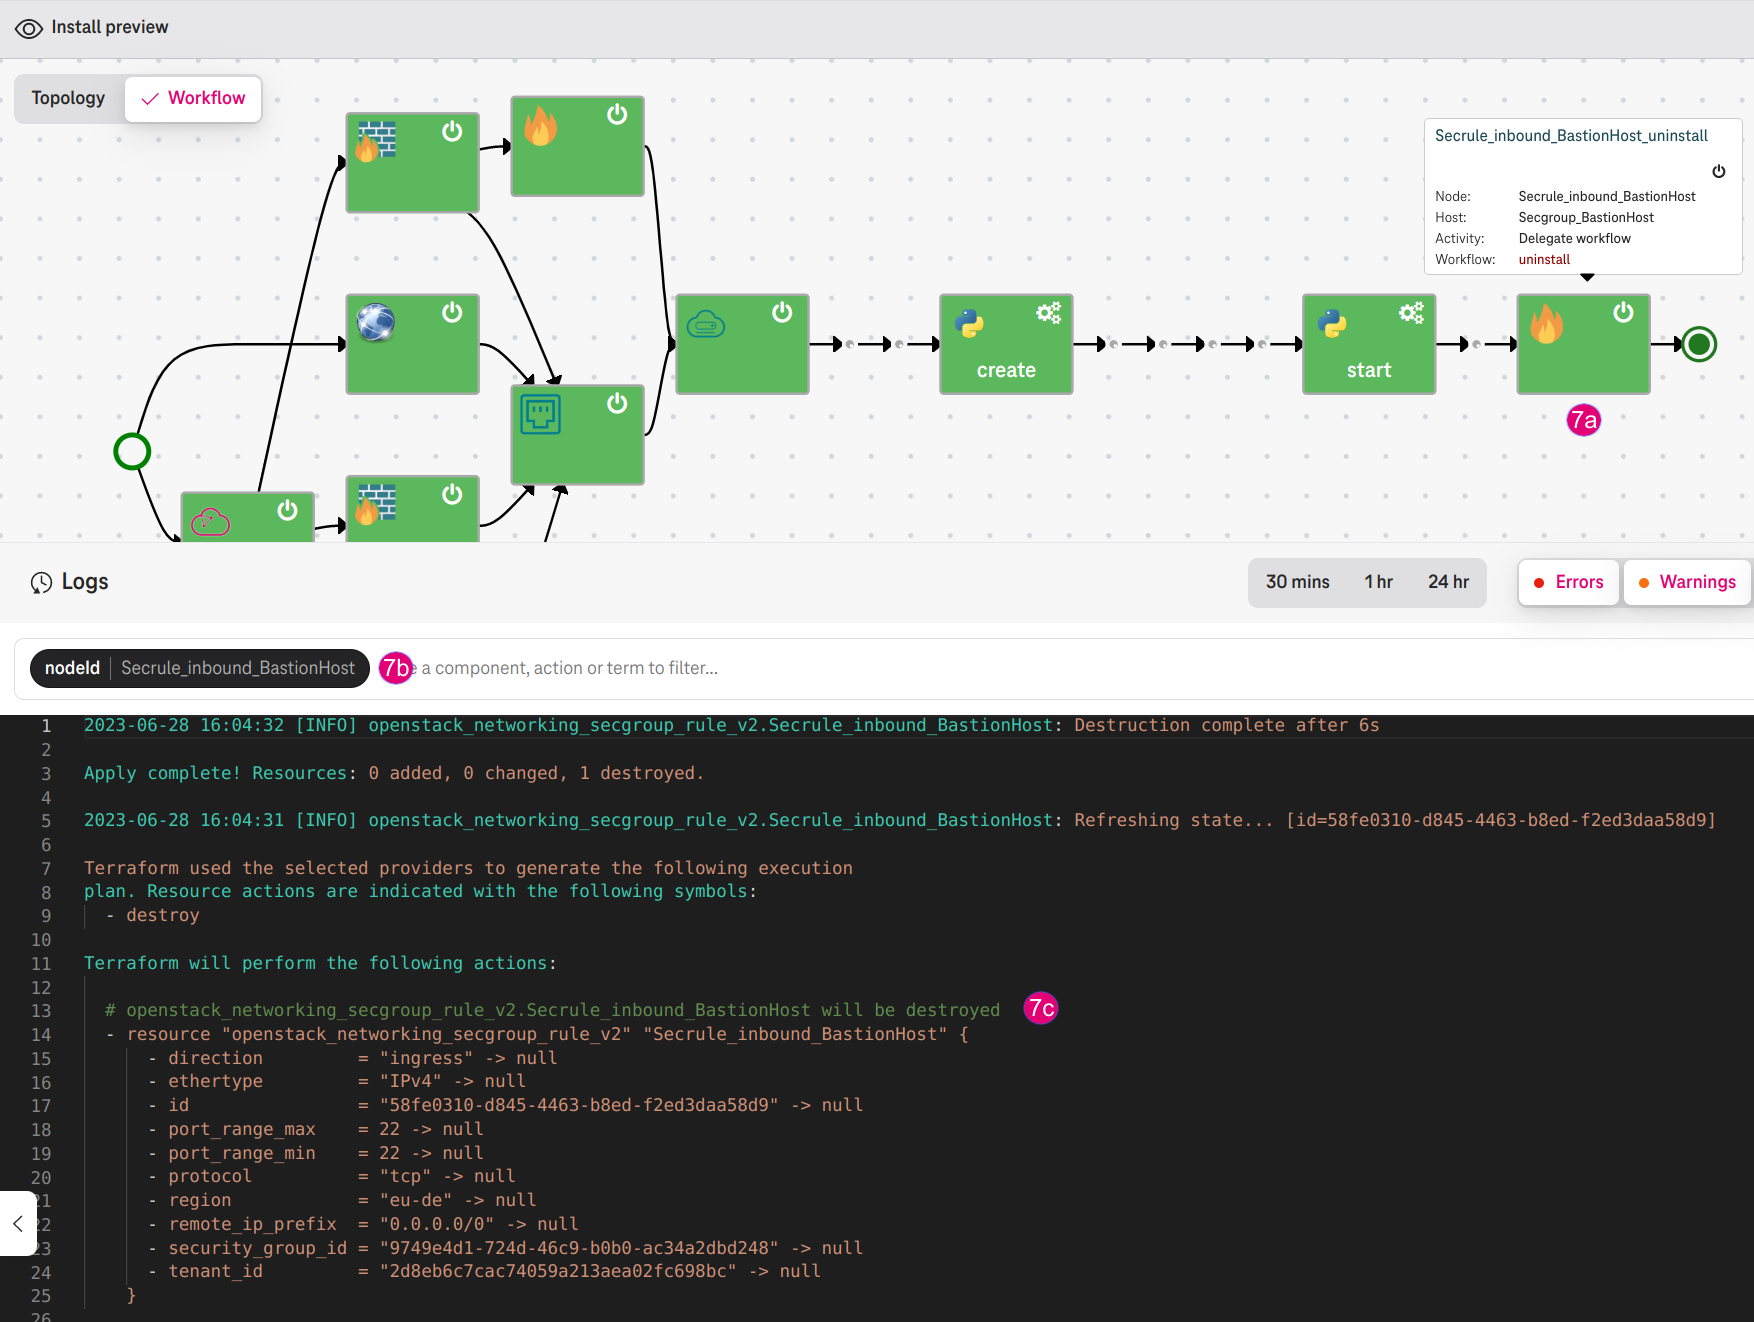 Install preview
Topology
Workflow
Secrule_inbound_BastionHost_uninstall
Node: Secrule_inbound_BastionHost
Host: Secgroup_BastionHost
Activity: Delegate workflow
Workflow: uninstall
create
start
7a
Logs
30 mins 1 hr 24 hr
Errors
Warnings
nodeId Secrule_inbound_BastionHost 7b a component, action or term to filter...
1 2023-06-28 16:04:32 [INFO] openstack_networking_secgroup_rule_v2.Secrule_inbound_BastionHost: Destruction complete after 6s
2
3 Apply complete! Resources: 0 added, 0 changed, 1 destroyed.
4
5 2023-06-28 16:04:31 [INFO] openstack_networking_secgroup_rule_v2.Secrule_inbound_BastionHost: Refreshing state... [id=58fe0310-d845-4463-b8ed-f2ed3daa58d9]
6
7 Terraform used the selected providers to generate the following execution
8 plan. Resource actions are indicated with the following symbols:
9 - destroy
10
11 Terraform will perform the following actions:
12
13 # openstack_networking_secgroup_rule_v2.Secrule_inbound_BastionHost will be destroyed 7c
14 - resource "openstack_networking_secgroup_rule_v2" "Secrule_inbound_BastionHost" {
15 - direction = "ingress" -> null
16 - ethertype = "IPv4" -> null
17 - id = "58fe0310-d845-4463-b8ed-f2ed3daa58d9" -> null
18 - port_range_max = 22 -> null
19 - port_range_min = 22 -> null
20 - protocol = "tcp" -> null
21 - region = "eu-de" -> null
22 - remote_ip_prefix = "0.0.0.0/0" -> null
23 - security_group_id = "9749e4d1-724d-46c9-b0b0-ac34a2dbd248" -> null
24 - tenant_id = "2d8eb6c7cac74059a213aea02fc698bc" -> null
25 }
26